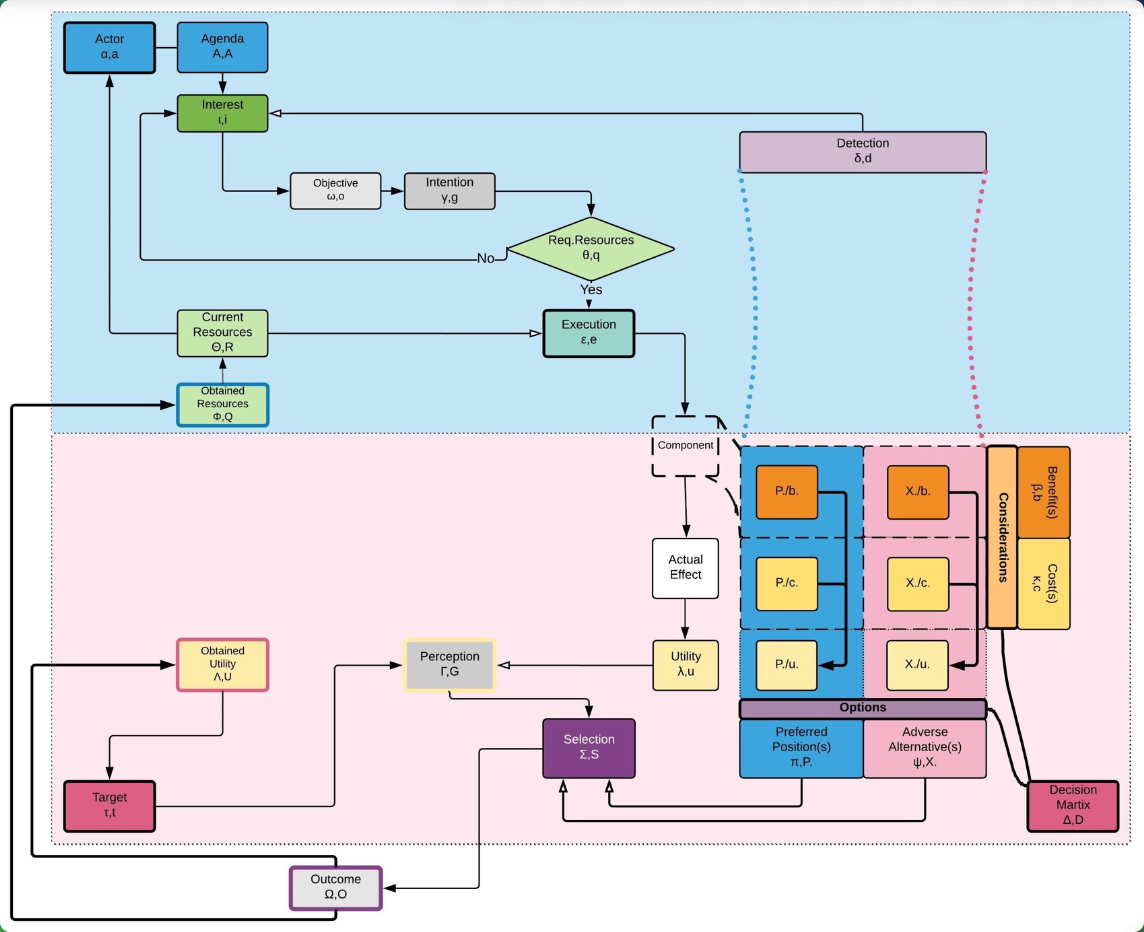 Actor
α,a
Agenda
A,A
Interest
ι,i
Detection
δ,d
Objective
ω,o
Intention
γ,g
Req.Resources
θ,q
No
Yes
Current
Resources
Θ,R
Execution
ε,e
Obtained
Resources
Φ,Q
Component
P./b.
X./b.
Considerations
Benefit(s)
β,b
Actual
Effect
P./c.
X./c.
Cost(s)
κ,c
Obtained
Utility
Λ,U
Perception
Γ,G
Utility
λ,u
P./u.
X./u.
Options
Selection
Σ,S
Preferred
Position(s)
π,P.
Adverse
Alternative(s)
ψ,X.
Target
τ,t
Decision
Martix
Δ,D
Outcome
Ω,O